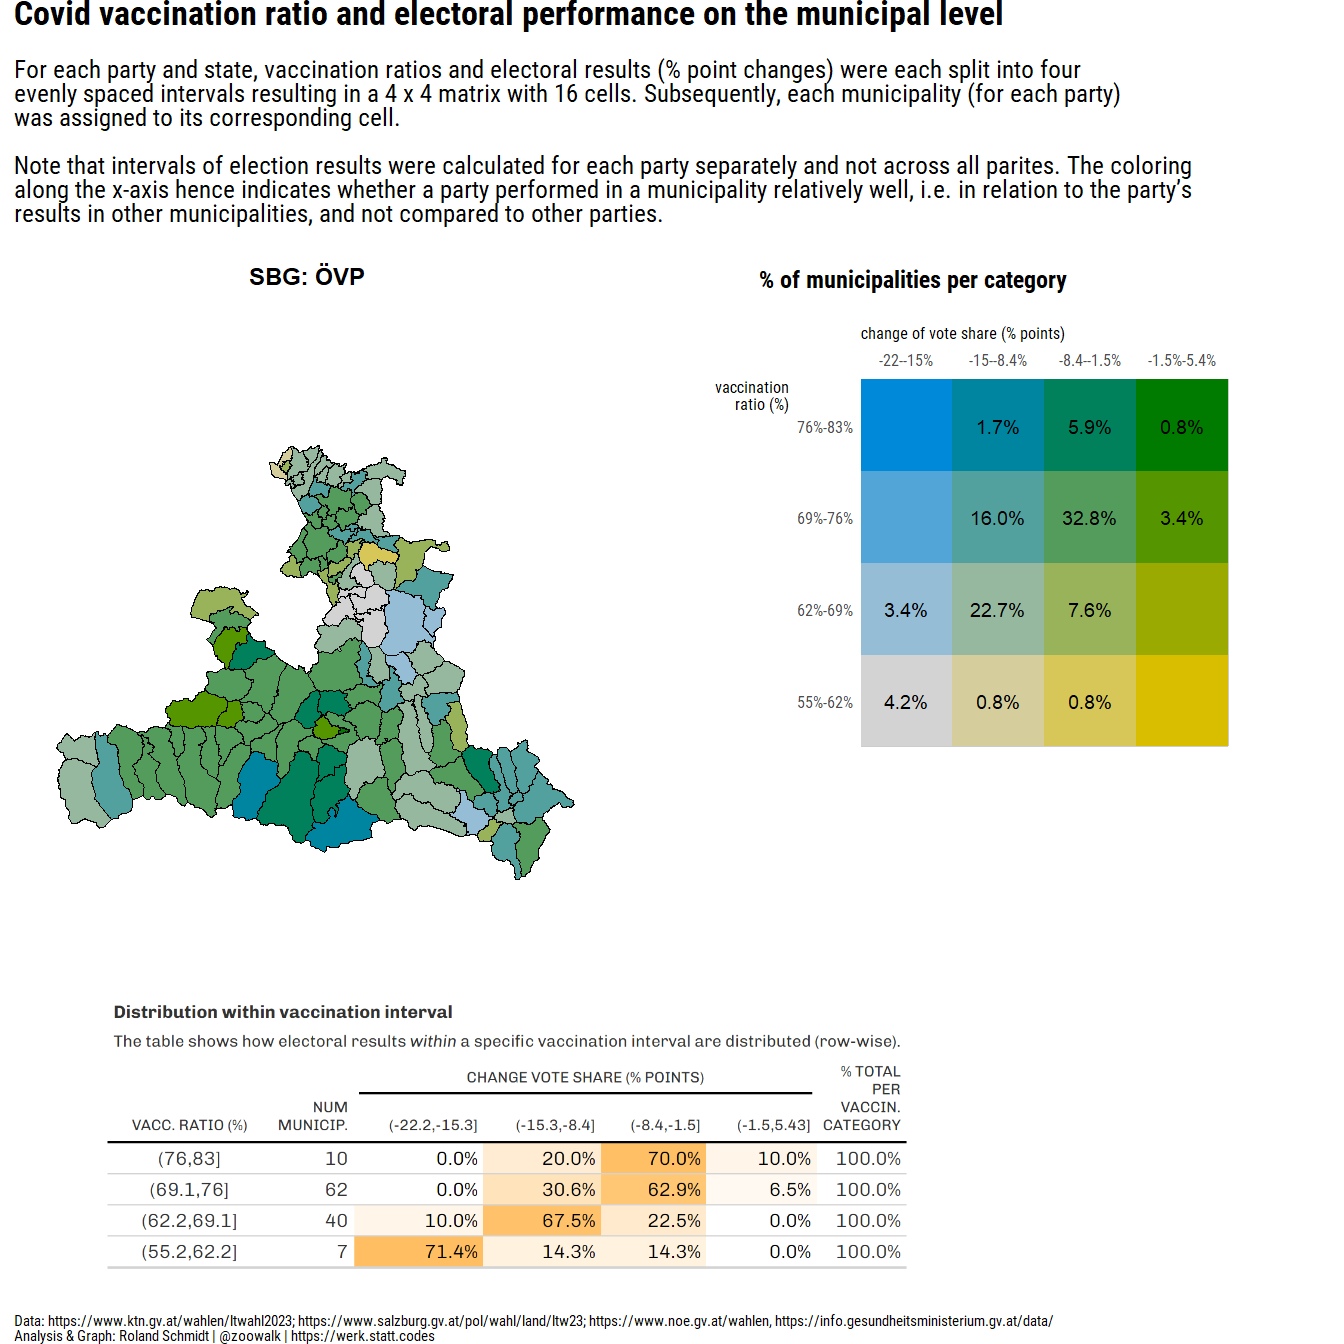 Covid vaccination ratio and electoral performance on the municipal level
For each party and state, vaccination ratios and electoral results (% point changes) were each split into four
evenly spaced intervals resulting in a 4 x 4 matrix with 16 cells. Subsequently, each municipality (for each party)
was assigned to its corresponding cell.
Note that intervals of election results were calculated for each party separately and not across all parites. The coloring
along the x-axis hence indicates whether a party performed in a municipality relatively well, i.e. in relation to the party's
results in other municipalities, and not compared to other parties.
SBG: ÖVP
% of municipalities per category
change of vote share (% points)
-22--15% -15--8.4% -8.4--1.5% -1.5%-5.4%
vaccination
ratio (%)
76%-83% 1.7% 5.9% 0.8%
69%-76% 16.0% 32.8% 3.4%
62%-69% 3.4% 22.7% 7.6%
55%-62% 4.2% 0.8% 0.8%
Distribution within vaccination interval
The table shows how electoral results within a specific vaccination interval are distributed (row-wise).
CHANGE VOTE SHARE (% POINTS)
% TOTAL
PER
VACCIN.
CATEGORY
NUM
MUNICIP.
VACC. RATIO (%) (-22.2,-15.3] (-15.3,-8.4] (-8.4,-1.5] (-1.5,5.43]
(76,83] 10 0.0% 20.0% 70.0% 10.0% 100.0%
(69.1,76] 62 0.0% 30.6% 62.9% 6.5% 100.0%
(62.2,69.1] 40 10.0% 67.5% 22.5% 0.0% 100.0%
(55.2,62.2] 7 71.4% 14.3% 14.3% 0.0% 100.0%
Data: https://www.ktn.gv.at/wahlen/ltwahl2023; https://www.salzburg.gv.at/pol/wahl/land/ltw23; https://www.noe.gv.at/wahlen, https://info.gesundheitsministerium.gv.at/data/
Analysis & Graph: Roland Schmidt | @zoowalk | https://werk.statt.codes